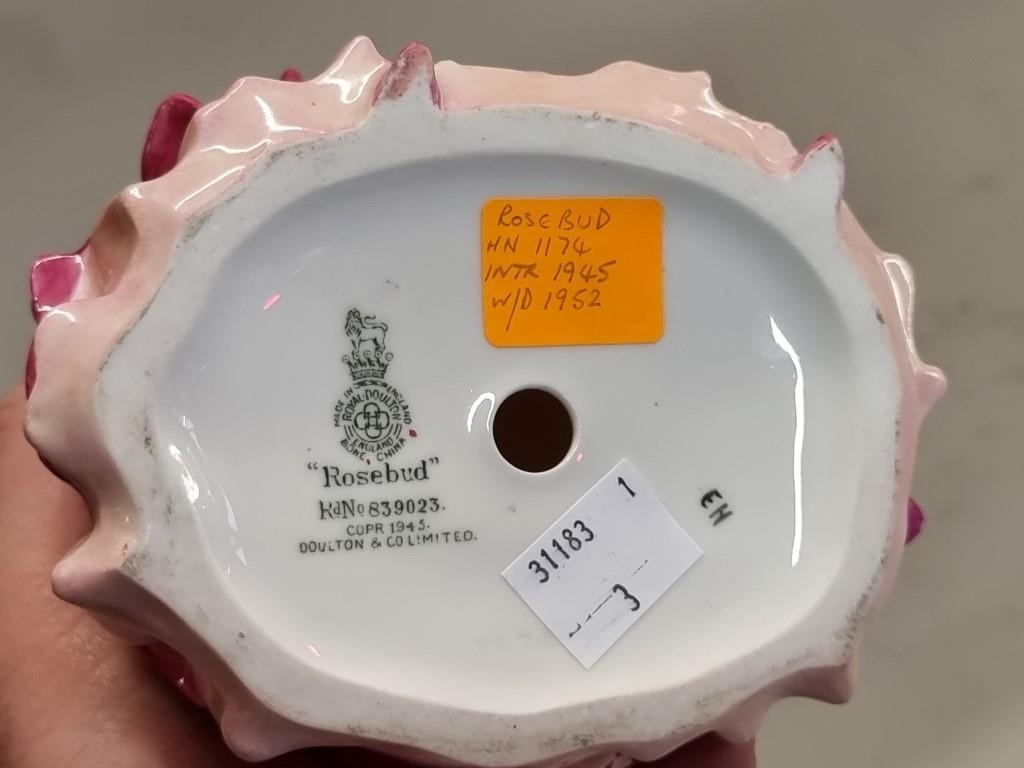 ROSEBUD
HN 1174
INTR 1945
W/D 1952
MADE IN ENGLAND
ROYAL DOULTON
ENGLAND
BONE CHINA
"Rosebud"
RdNo 839023.
COPR 1945.
DOULTON & CO LIMITED.
EH
1
31183
3